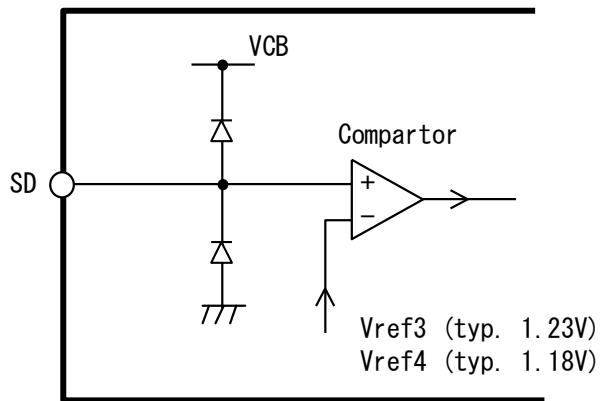 VCB
Compartor
SD
+
−
Vref3 (typ. 1.23V)
Vref4 (typ. 1.18V)